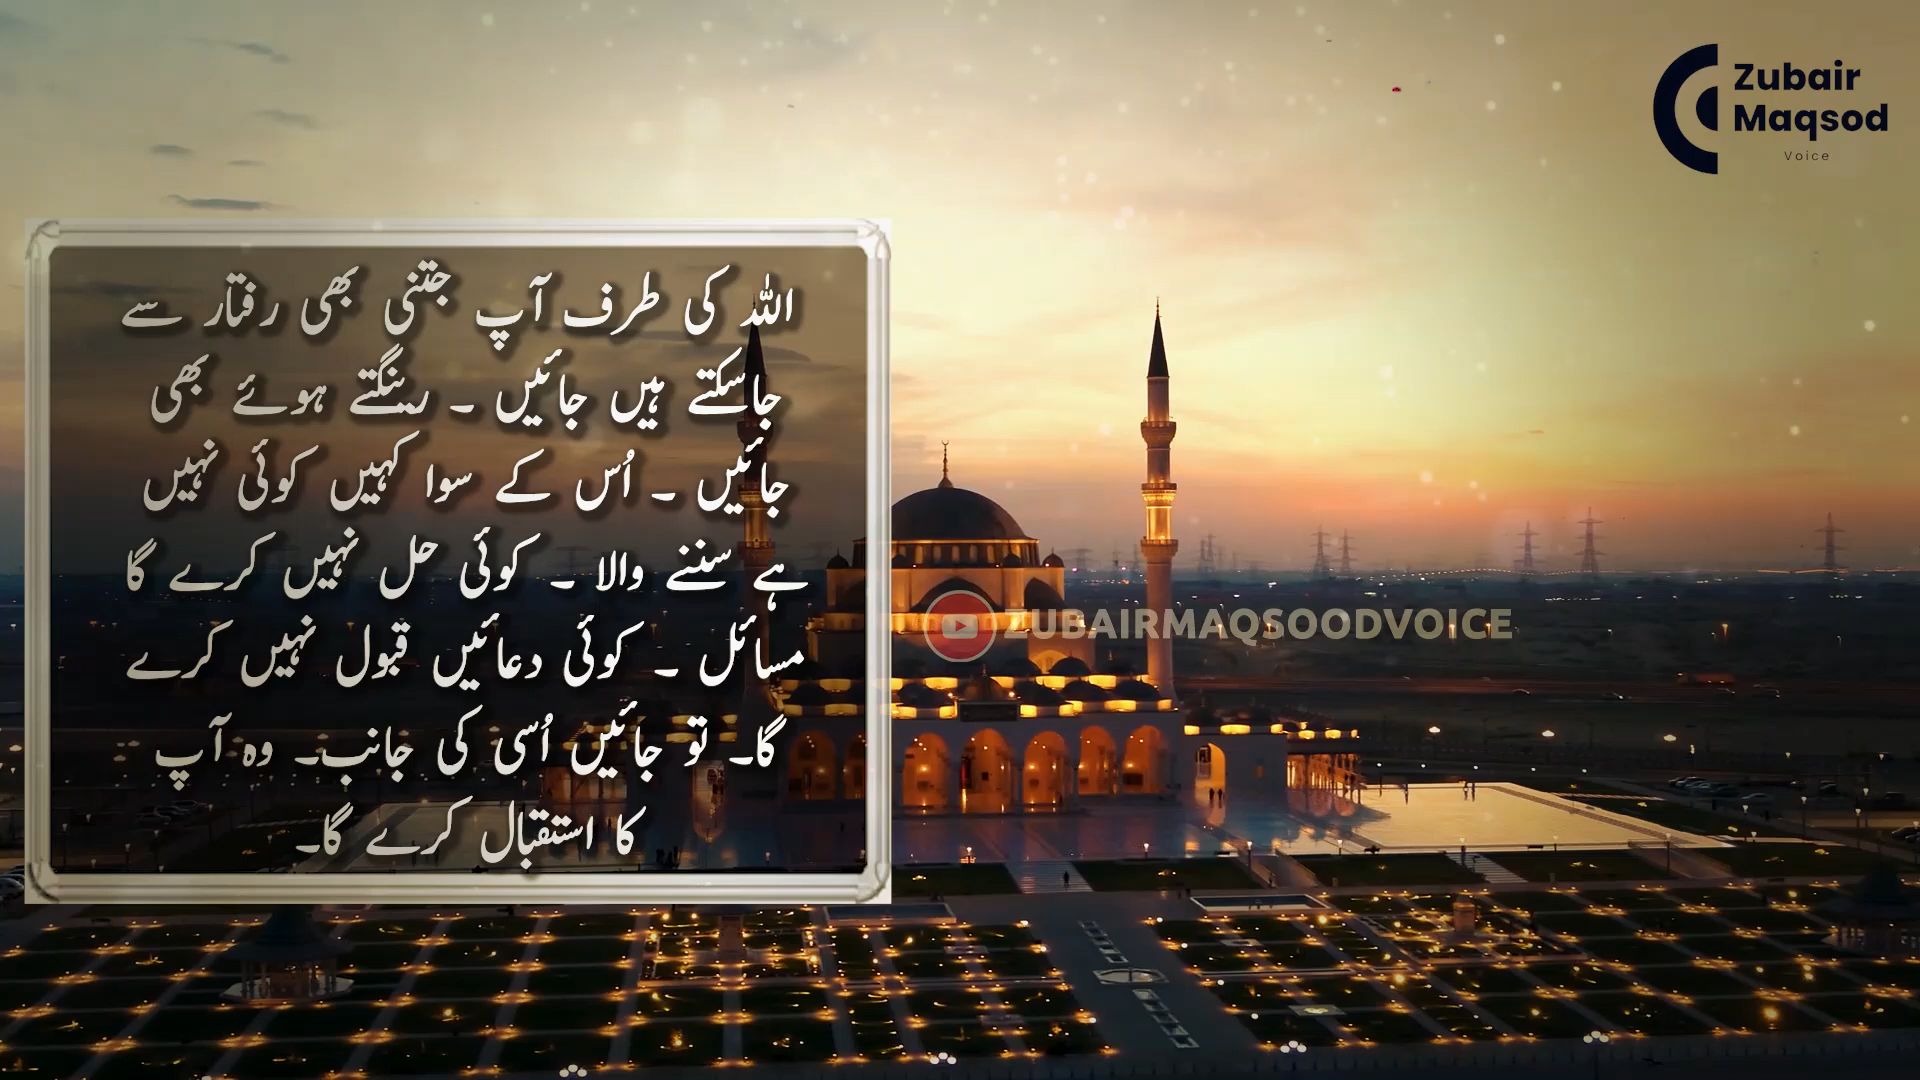 Zubair
Maqsod
Voice
اللہ کی طرف آپ جتنی بھی رفتار سے
جاسکتے ہیں جائیں ۔ رینگتے ہوئے بھی
جائیں ۔ اُس کے سوا کہیں کوئی نہیں
ہے سننے والا ۔ کوئی حل نہیں کرے گا
مسائل ۔ کوئی دعائیں قبول نہیں کرے
گا۔ تو جائیں اُسی کی جانب۔ وہ آپ
کا استقبال کرے گا۔
ZUBAIRMAQSOODVOICE